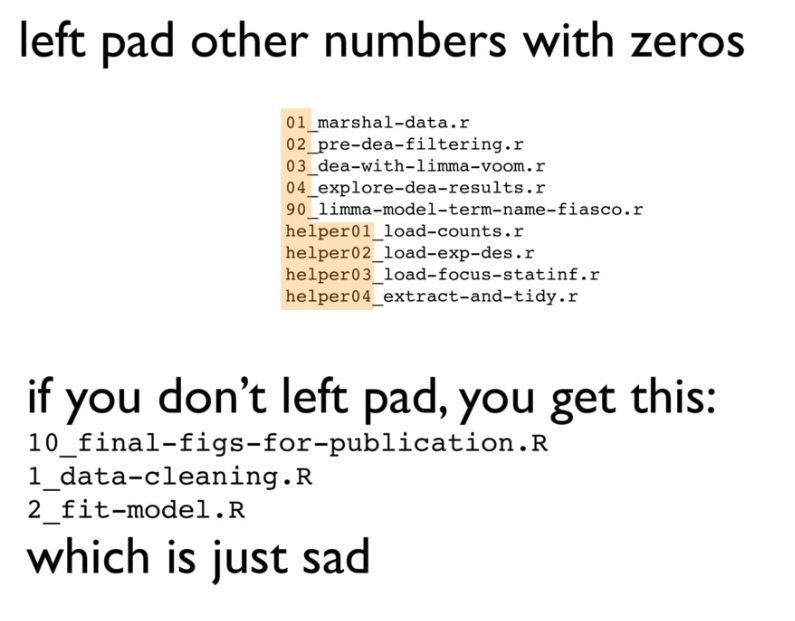 left pad other numbers with zeros
01_marshal-data.r
02_pre-dea-filtering.r
03_dea-with-limma-voom.r
04_explore-dea-results.r
90_limma-model-term-name-fiasco.r
helper01_load-counts.r
helper02_load-exp-des.r
helper03_load-focus-statinf.r
helper04_extract-and-tidy.r
if you don’t left pad, you get this:
10_final-figs-for-publication.R
1_data-cleaning.R
2_fit-model.R
which is just sad